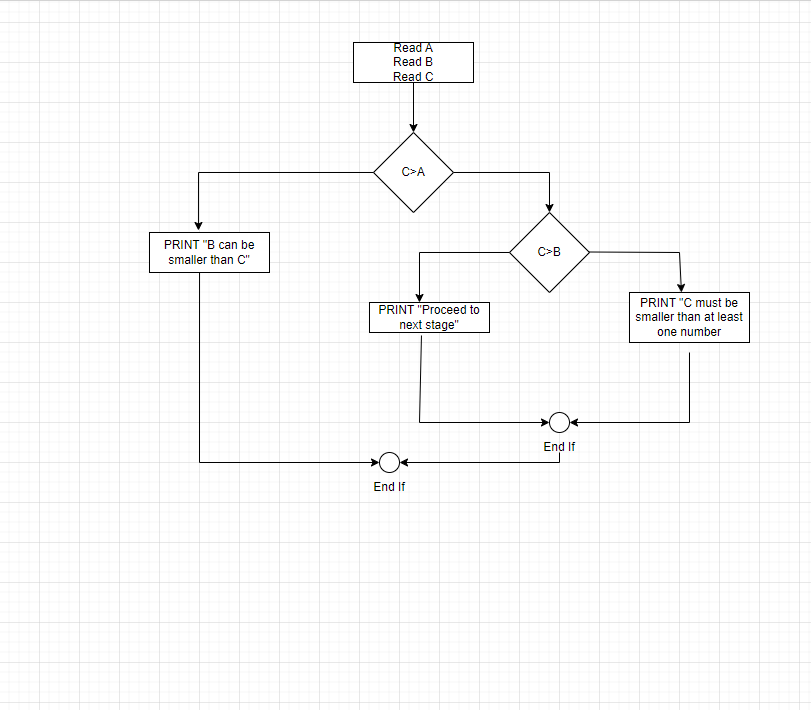 Read A
Read B
Read C
C>A
PRINT "B can be
smaller than C"
C>B
PRINT "Proceed to
next stage"
PRINT "C must be
smaller than at least
one number
End If
End If